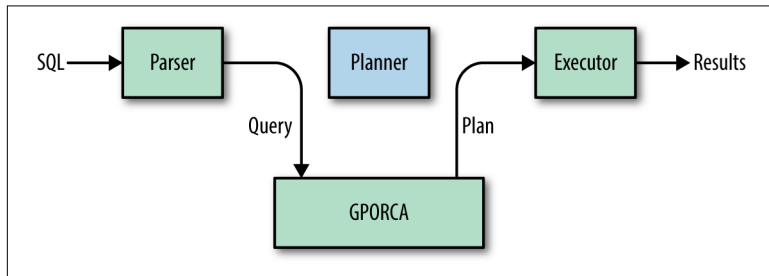 SQL
Parser
Planner
Executor
Results
Query
Plan
GPORCA